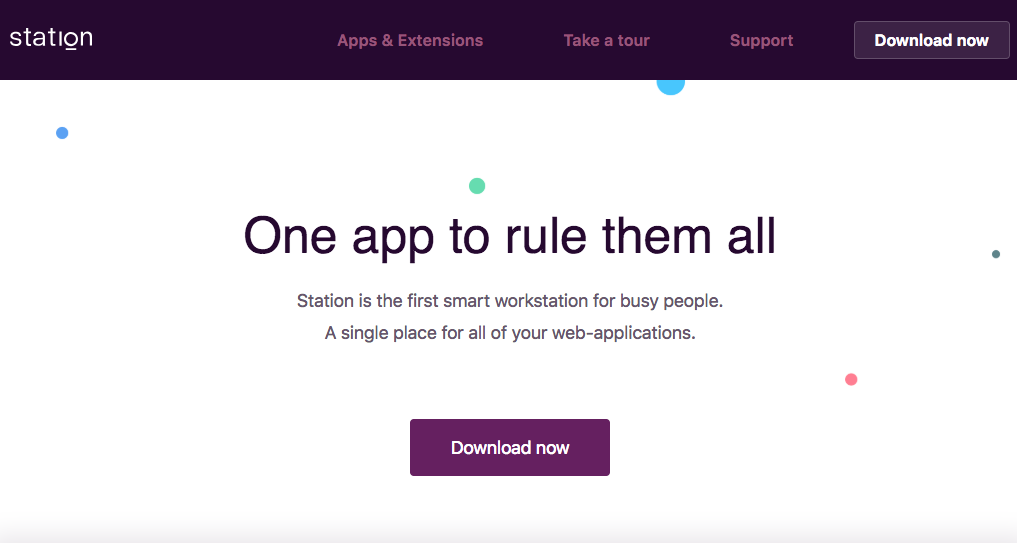 station
Apps & Extensions
Take a tour
Support
Download now
One app to rule them all
Station is the first smart workstation for busy people.
A single place for all of your web-applications.
Download now